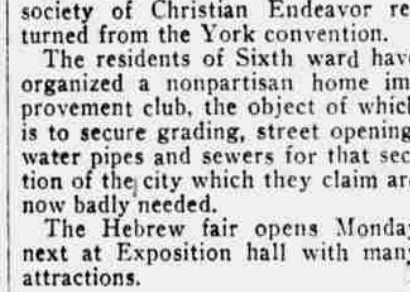 society of Christian Endeavor re
turned from the York convention.
The residents of Sixth ward have
organized a nonpartisan home im
provement club, the object of which
is to secure grading, street opening
water pipes and sewers for that sec
tion of the city which they claim ar
now badly needed.
The Hebrew fair opens Monday
next at Exposition hall with many
attractions.